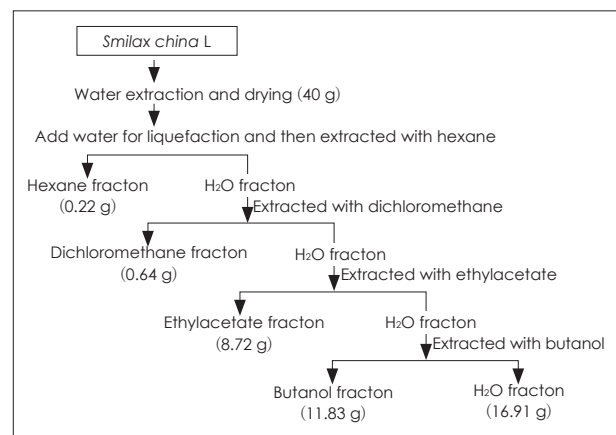 Smilax china L
Water extraction and drying (40 g)
Add water for liquefaction and then extracted with hexane
Hexane fracton H₂O fracton
(0.22 g)
Extracted with dichloromethane
Dichloromethane fracton H₂O fracton
(0.64 g)
Extracted with ethylacetate
Ethylacetate fracton H₂O fracton
(8.72 g)
Extracted with butanol
Butanol fracton H₂O fracton
(11.83 g) (16.91 g)